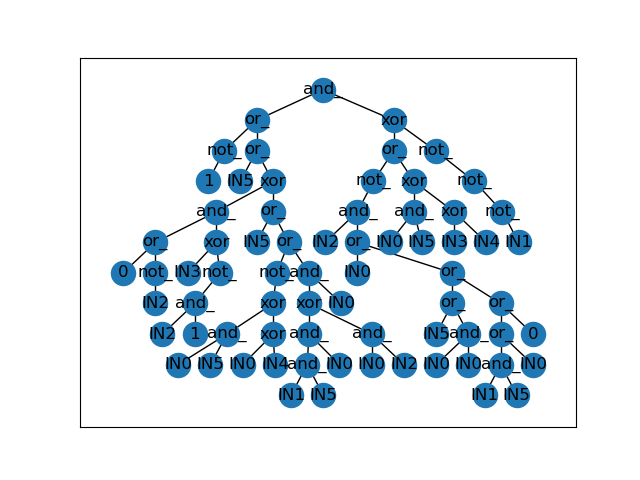 and_
or_ xor
not_ or_ or_ not_
1 IN5 xor not_ xor not_
and_ or_ and_ and_ xor not_
or_ xor IN5 or_ IN2 or_ IN0 IN5 IN3 IN4 IN1
0 not_ IN3 not_ not_ and_ IN0 or_
IN2 and_ xor xor IN0 or_ or_
IN2 1 and_ xor and_ and_ IN5 and_ or_ 0
IN0 IN5 IN0 IN4 and_ IN0 IN0 IN2 IN0 IN0 and_ IN0
IN1 IN5 IN1 IN5